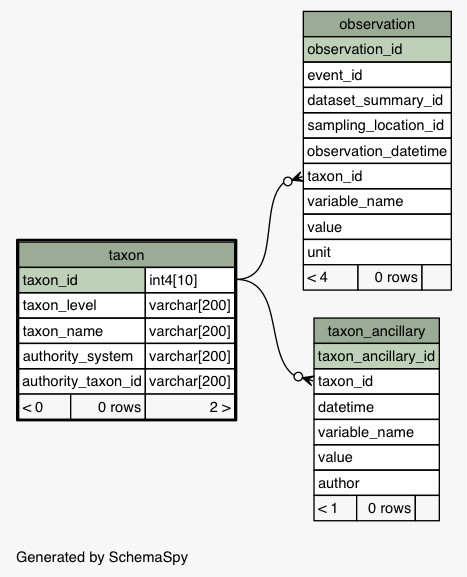 observation
observation_id
event_id
dataset_summary_id
sampling_location_id
observation_datetime
taxon_id
variable_name
value
unit
< 4 0 rows
taxon
taxon_id int4[10]
taxon_level varchar[200]
taxon_name varchar[200]
authority_system varchar[200]
authority_taxon_id varchar[200]
< 0 0 rows 2 >
taxon_ancillary
taxon_ancillary_id
taxon_id
datetime
variable_name
value
author
< 1 0 rows
Generated by SchemaSpy